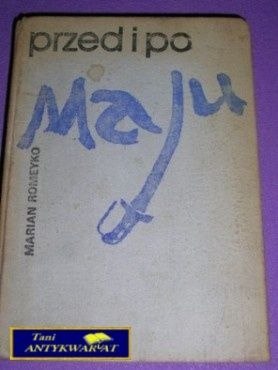 przed i po
Maju
MARIAN ROMEYKO
Tani
ANTYKWARIAT